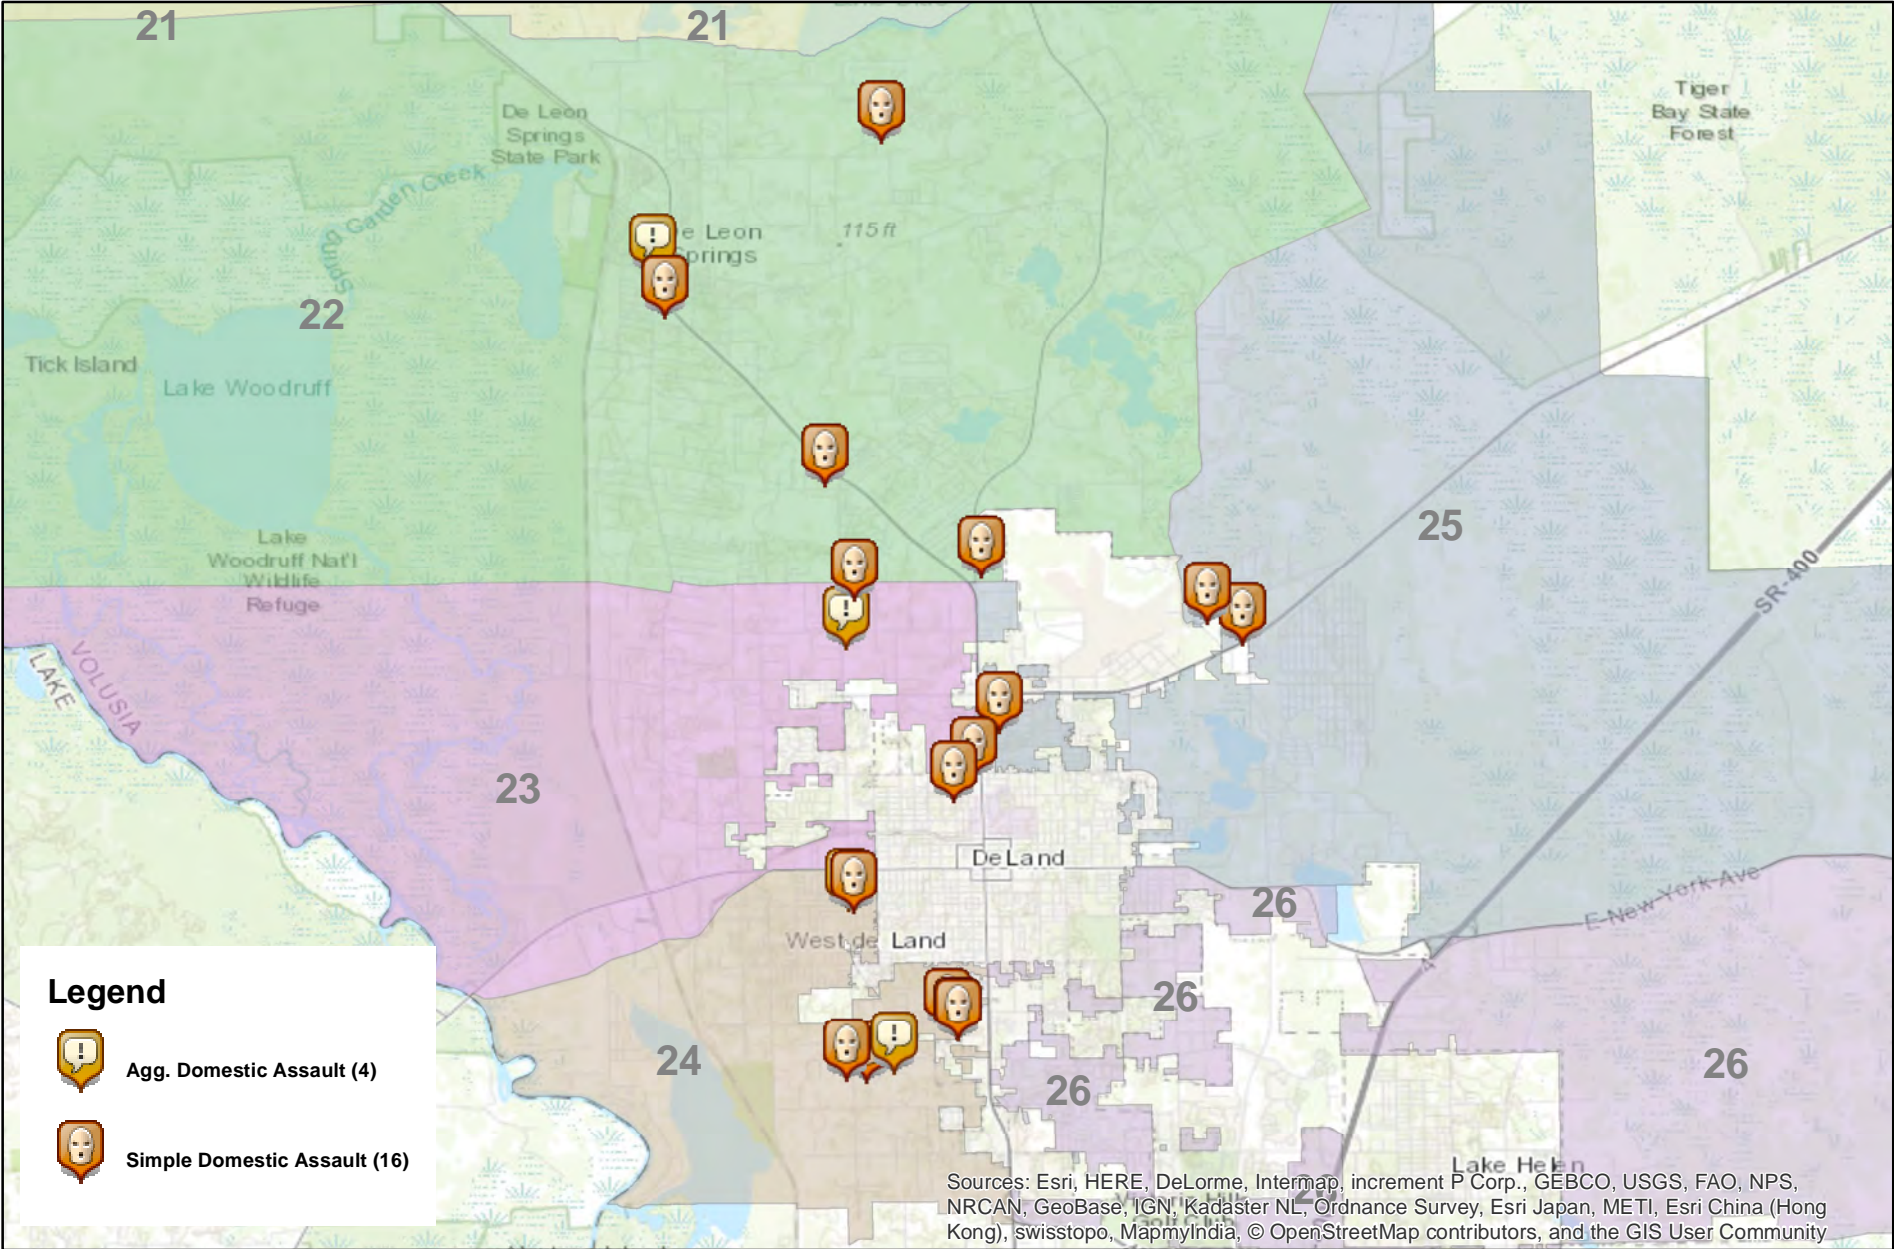 21
21
Tiger
Bay State
Forest
De Leon
Springs
State Park
Spring Garden Creek
e Leon
prings
115 ft
22
Tick Island
Lake Woodruff
25
Lake
Woodruff Nat'l
Wildlife
Refuge
SR-400
LAKE
VOLUSIA
23
DeLand
26
E New York Ave
West de Land
4
26
24
26
26
Legend
Agg. Domestic Assault (4)
Simple Domestic Assault (16)
Lake Helen
Sources: Esri, HERE, DeLorme, Intermap, increment P Corp., GEBCO, USGS, FAO, NPS,
NRCAN, GeoBase, IGN, Kadaster NL, Ordnance Survey, Esri Japan, METI, Esri China (Hong
Kong), swisstopo, MapmyIndia, © OpenStreetMap contributors, and the GIS User Community